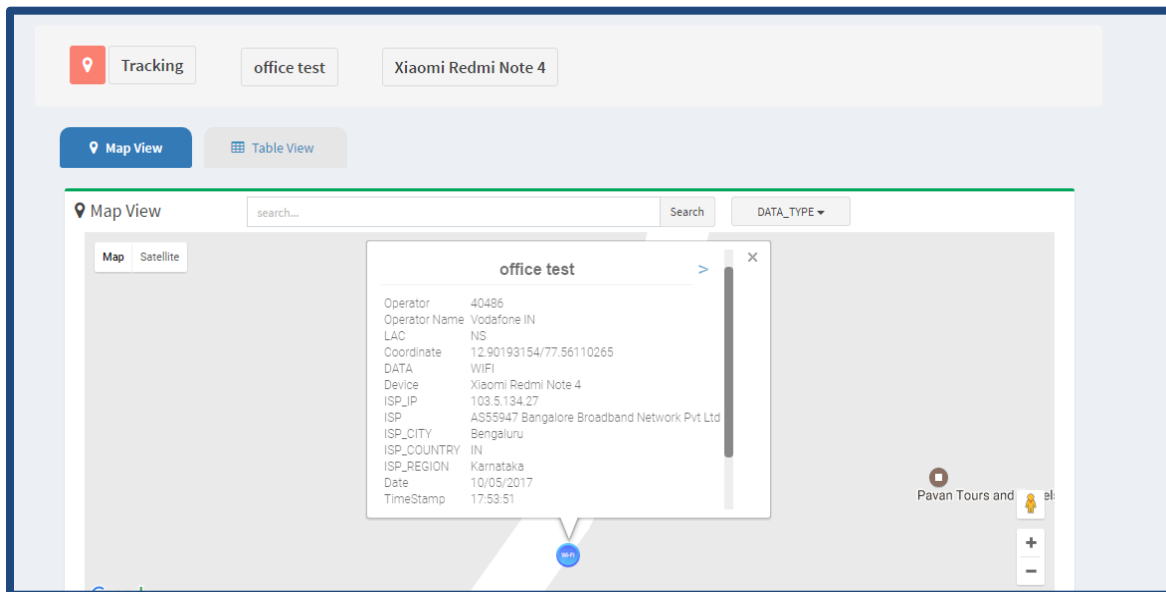 Tracking office test Xiaomi Redmi Note 4
Map View Table View
Map View search... Search DATA_TYPE
Map Satellite
office test >
Operator 40486
Operator Name Vodafone IN
LAC NS
Coordinate 12.90193154/77.56110265
DATA WIFI
Device Xiaomi Redmi Note 4
ISP_IP 103.5.134.27
ISP AS55947 Bangalore Broadband Network Pvt Ltd
ISP_CITY Bengaluru
ISP_COUNTRY IN
ISP_REGION Karnataka
Date 10/05/2017
TimeStamp 17:53:51
Pavan Tours and
Wi-Fi